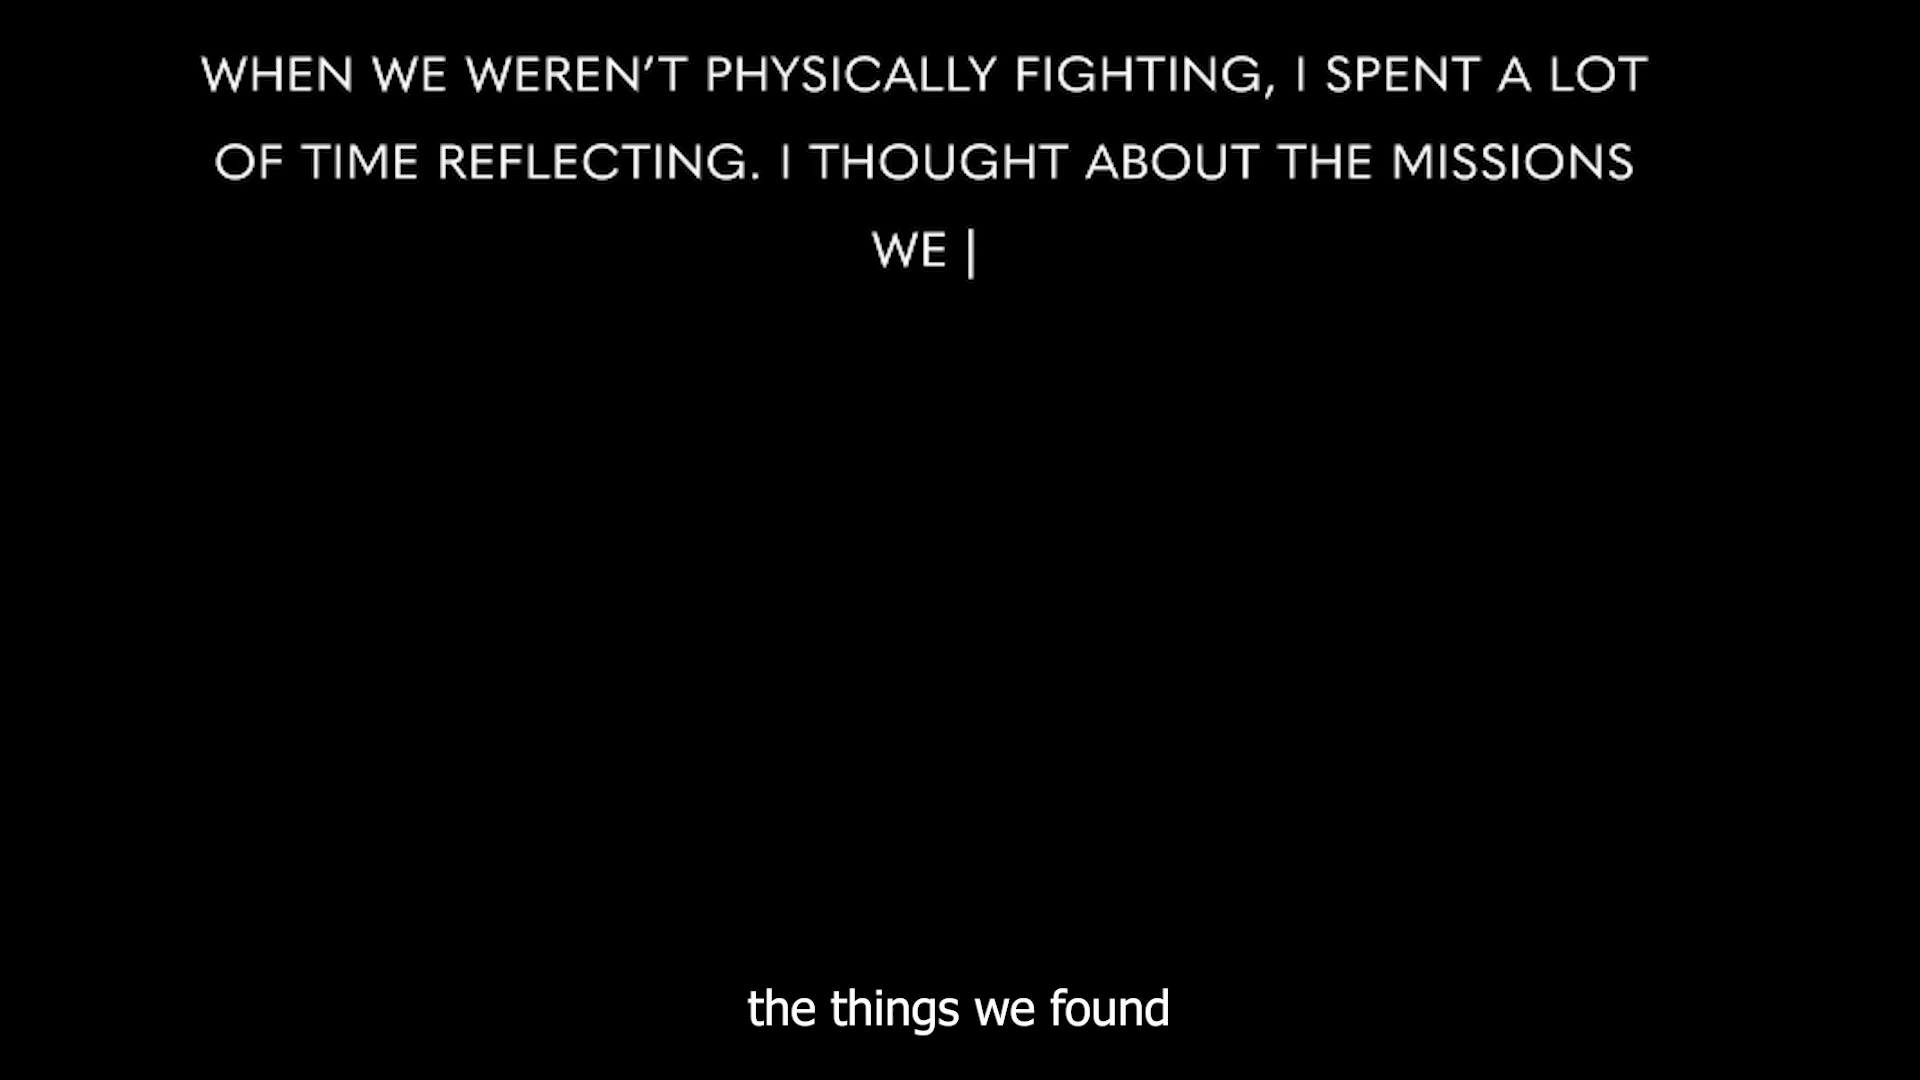 WHEN WE WEREN’T PHYSICALLY FIGHTING, I SPENT A LOT
OF TIME REFLECTING. I THOUGHT ABOUT THE MISSIONS
WE |
the things we found